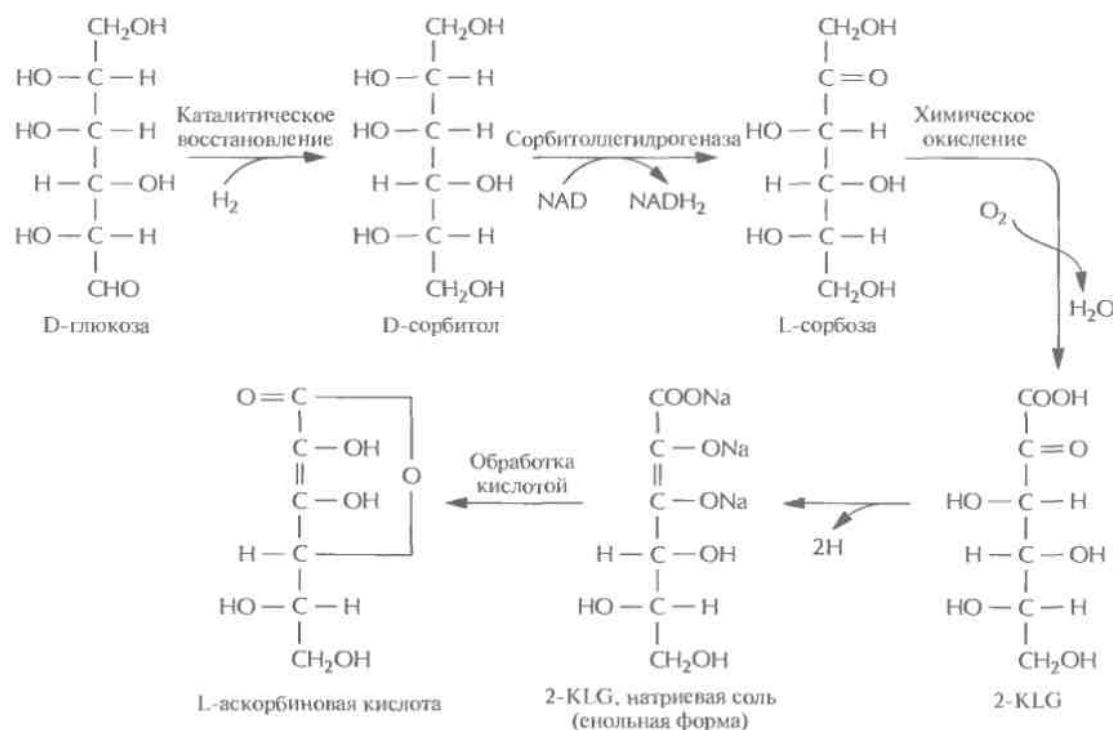 CH₂OH
HO—C—H
HO—C—H
H—C—OH
HO—C—H
CHO
D-глюкоза
Каталитическое
восстановление
H₂
CH₂OH
HO—C—H
HO—C—H
H—C—OH
HO—C—H
CH₂OH
D-сорбитол
Сорбитоллегидрогеназа
NAD
NADH₂
CH₂OH
C=O
HO—C—H
H—C—OH
HO—C—H
CH₂OH
L-сорбоза
Химическое
окисление
O₂
H₂O
COOH
C=O
HO—C—H
H—C—OH
HO—C—H
CH₂OH
2-KLG
2H
COONa
C—ONa
C—ONa
H—C—OH
HO—C—H
CH₂OH
2-KLG, натриевая соль
(енольная форма)
Обработка
кислотой
O=C
C—OH
O
C—OH
H—C
HO—C—H
CH₂OH
L-аскорбиновая кислота